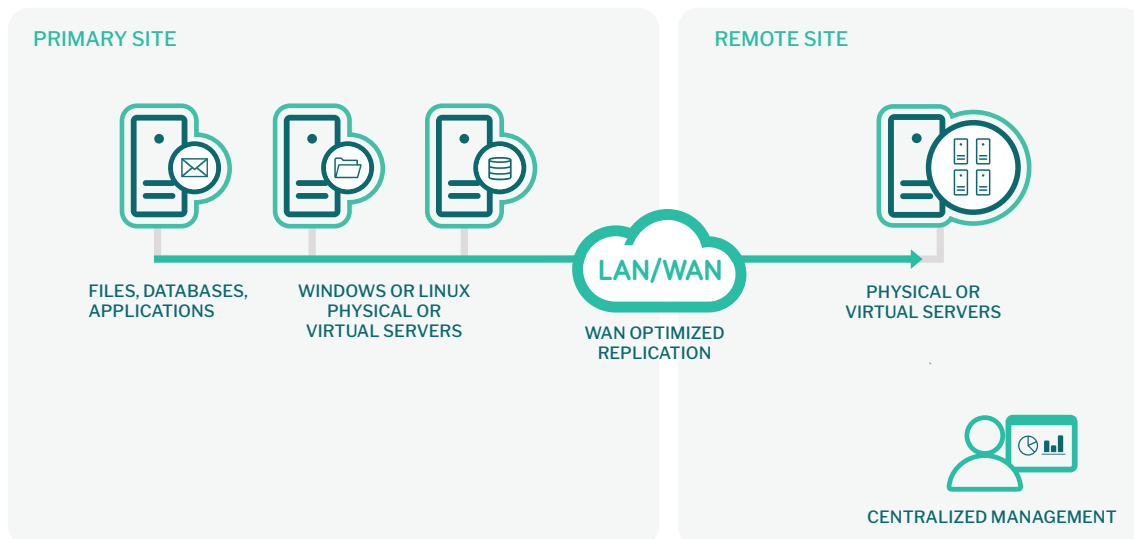 PRIMARY SITE
REMOTE SITE
LAN/WAN
FILES, DATABASES,
APPLICATIONS
WINDOWS OR LINUX
PHYSICAL OR
VIRTUAL SERVERS
WAN OPTIMIZED
REPLICATION
PHYSICAL OR
VIRTUAL SERVERS
CENTRALIZED MANAGEMENT